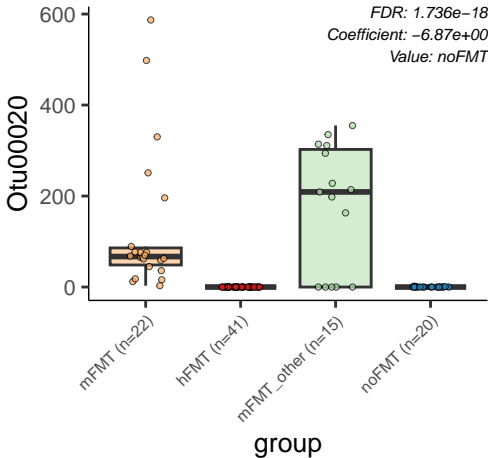 FDR: 1.736e−18
Coefficient: −6.87e+00
Value: noFMT
600
400
200
0
Otu00020
mFMT (n=22)
hFMT (n=41)
mFMT_other (n=15)
noFMT (n=20)
group